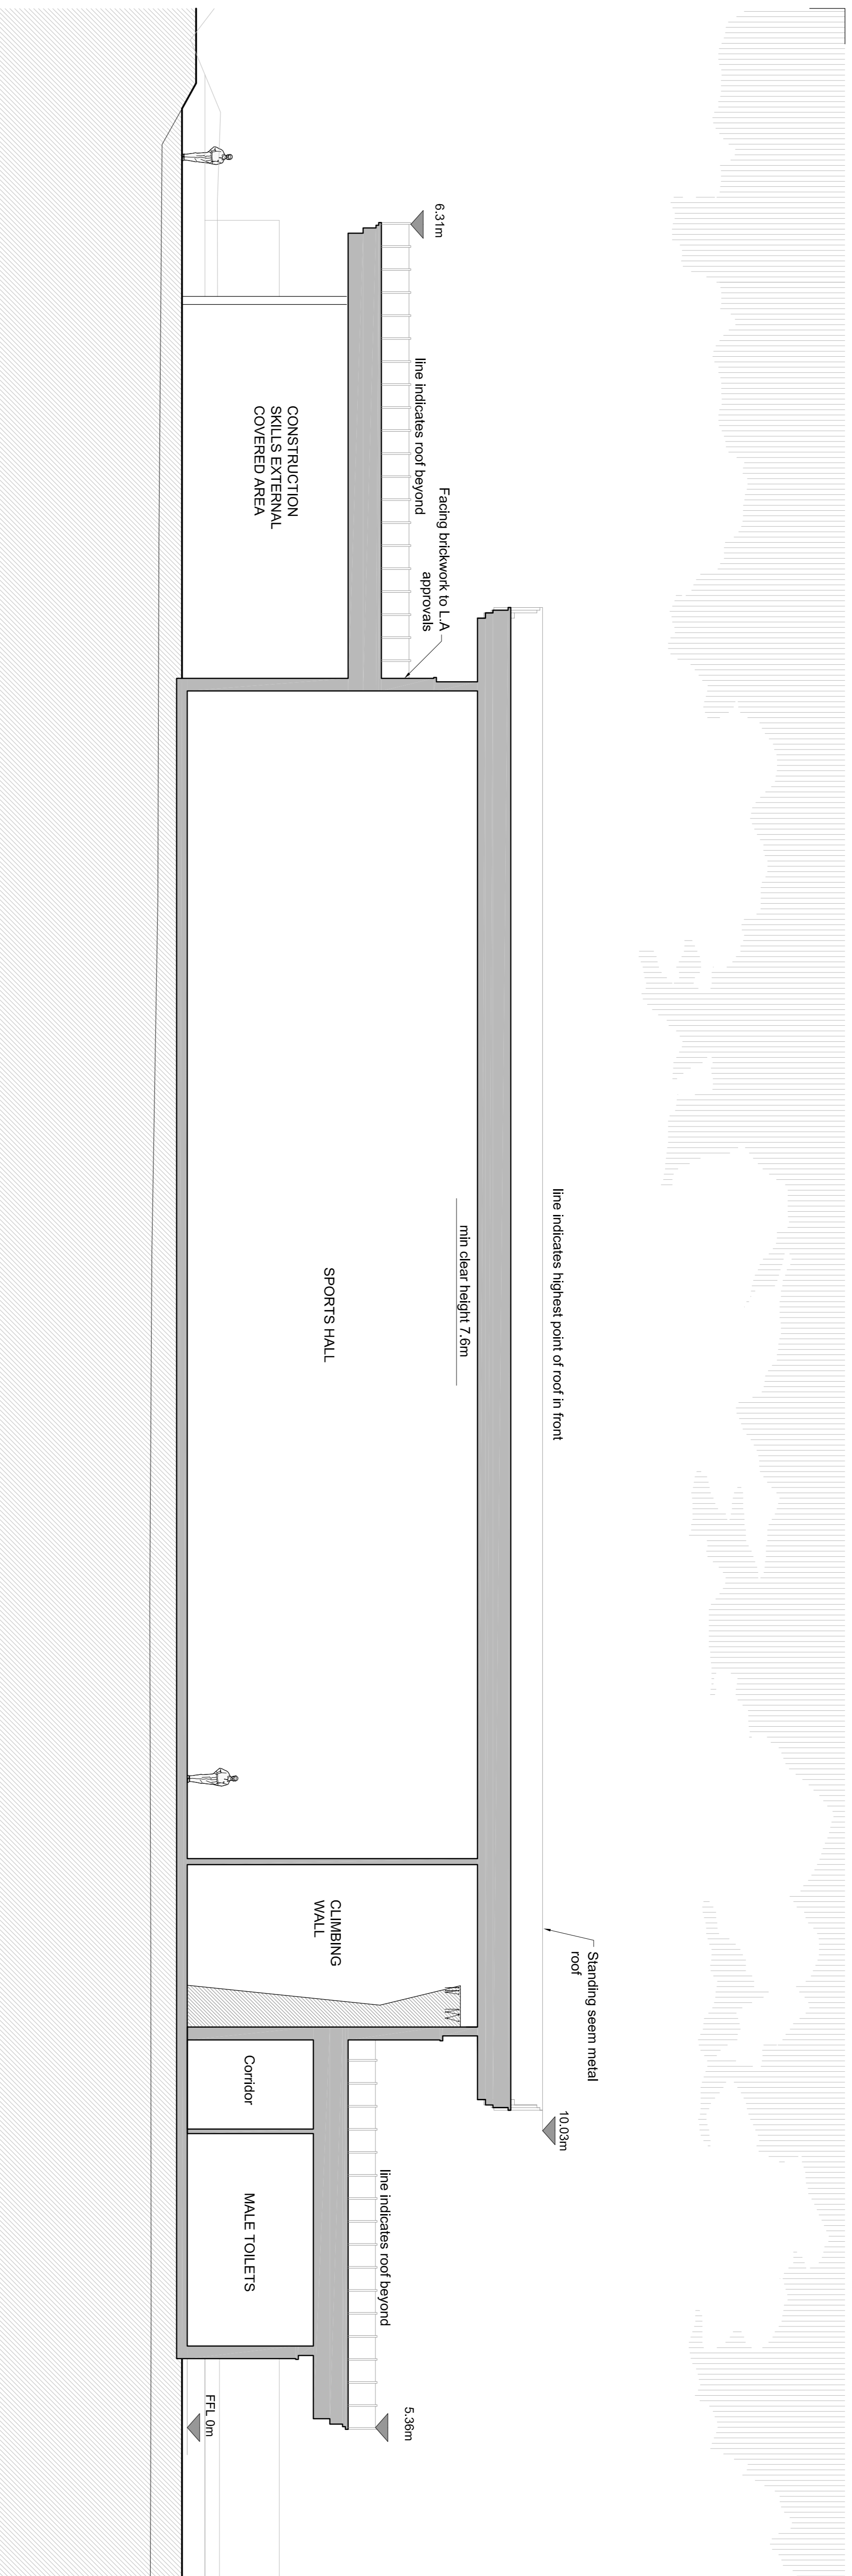 6.31m
line indicates roof beyond
Facing brickwork to L.A
approvals
CONSTRUCTION
SKILLS EXTERNAL
COVERED AREA
line indicates highest point of roof in front
min clear height 7.6m
SPORTS HALL
Standing seem metal
roof
CLIMBING
WALL
10.03m
Corridor
MALE TOILETS
line indicates roof beyond
5.36m
FFL 0m